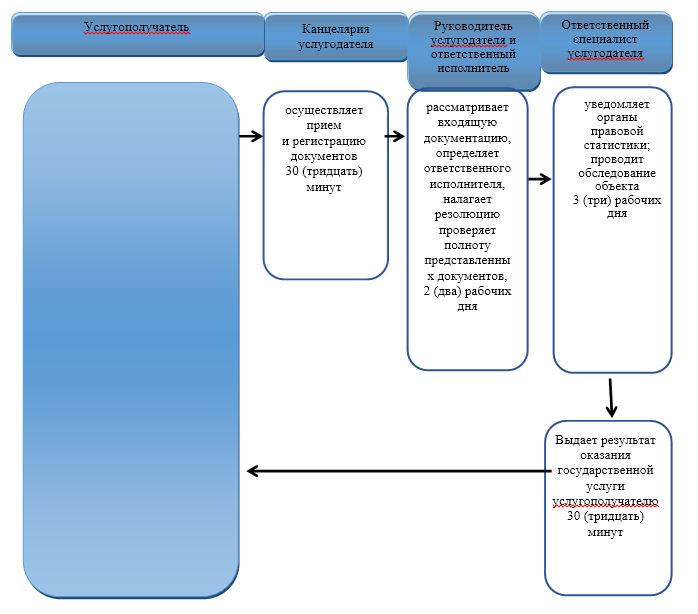 Услугополучатель
Канцелярия
услугодателя
Руководитель
услугодателя и
ответственный
исполнитель
Ответственный
специалист
услугодателя
осуществляет
прием
и регистрацию
документов
30 (тридцать)
минут
рассматривает
входящую
документацию,
определяет
ответственного
исполнителя,
налагает
резолюцию
проверяет
полноту
представленны
х документов,
2 (два) рабочих
дня
уведомляет
органы
правовой
статистики;
проводит
обследование
объекта
3 (три) рабочих
дня
Выдает результат
оказания
государственной
услуги
услугополучателю
30 (тридцать)
минут